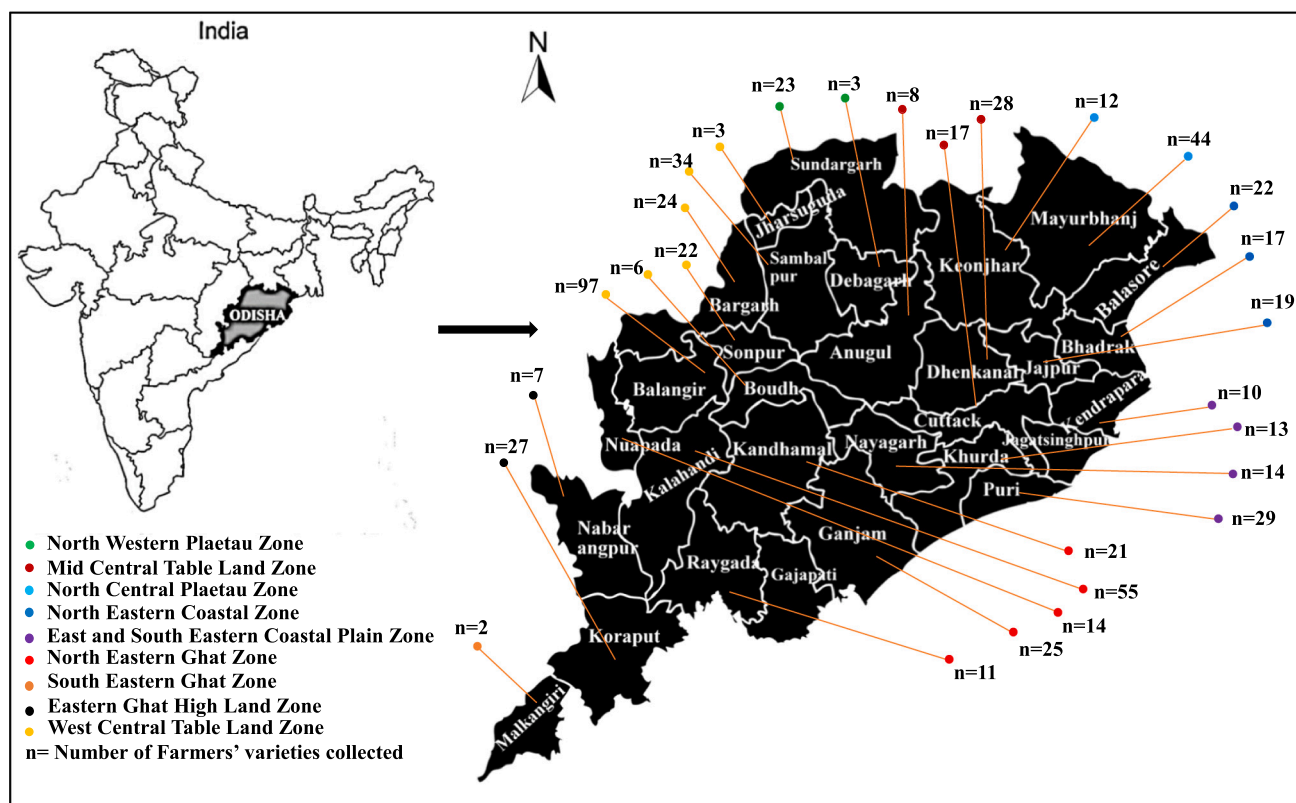 India
ODISHA
N
n=23
n=3
n=8
n=28
n=12
n=3
n=17
n=44
n=34
n=22
n=24
n=17
n=22
n=6
n=19
n=97
n=7
n=10
n=27
n=13
n=14
n=29
n=21
n=55
n=14
n=25
n=11
n=2
Sundargarh
Jharsuguda
Sambal
pur
Debagarh
Keonjhar
Mayurbhanj
Balasore
Bargarh
Bhadrak
Sonpur
Anugul
Dhenkanal
Jajpur
Balangir
Boudh
Kendrapara
Cuttack
Nuapada
Kalahandi
Kandhamal
Nayagarh
Khurda
Jagatsinghpur
Puri
Nabar
angpur
Ganjam
Raygada
Gajapati
Koraput
Malkangiri
North Western Plaetau Zone
Mid Central Table Land Zone
North Central Plaetau Zone
North Eastern Coastal Zone
East and South Eastern Coastal Plain Zone
North Eastern Ghat Zone
South Eastern Ghat Zone
Eastern Ghat High Land Zone
West Central Table Land Zone
n= Number of Farmers’ varieties collected